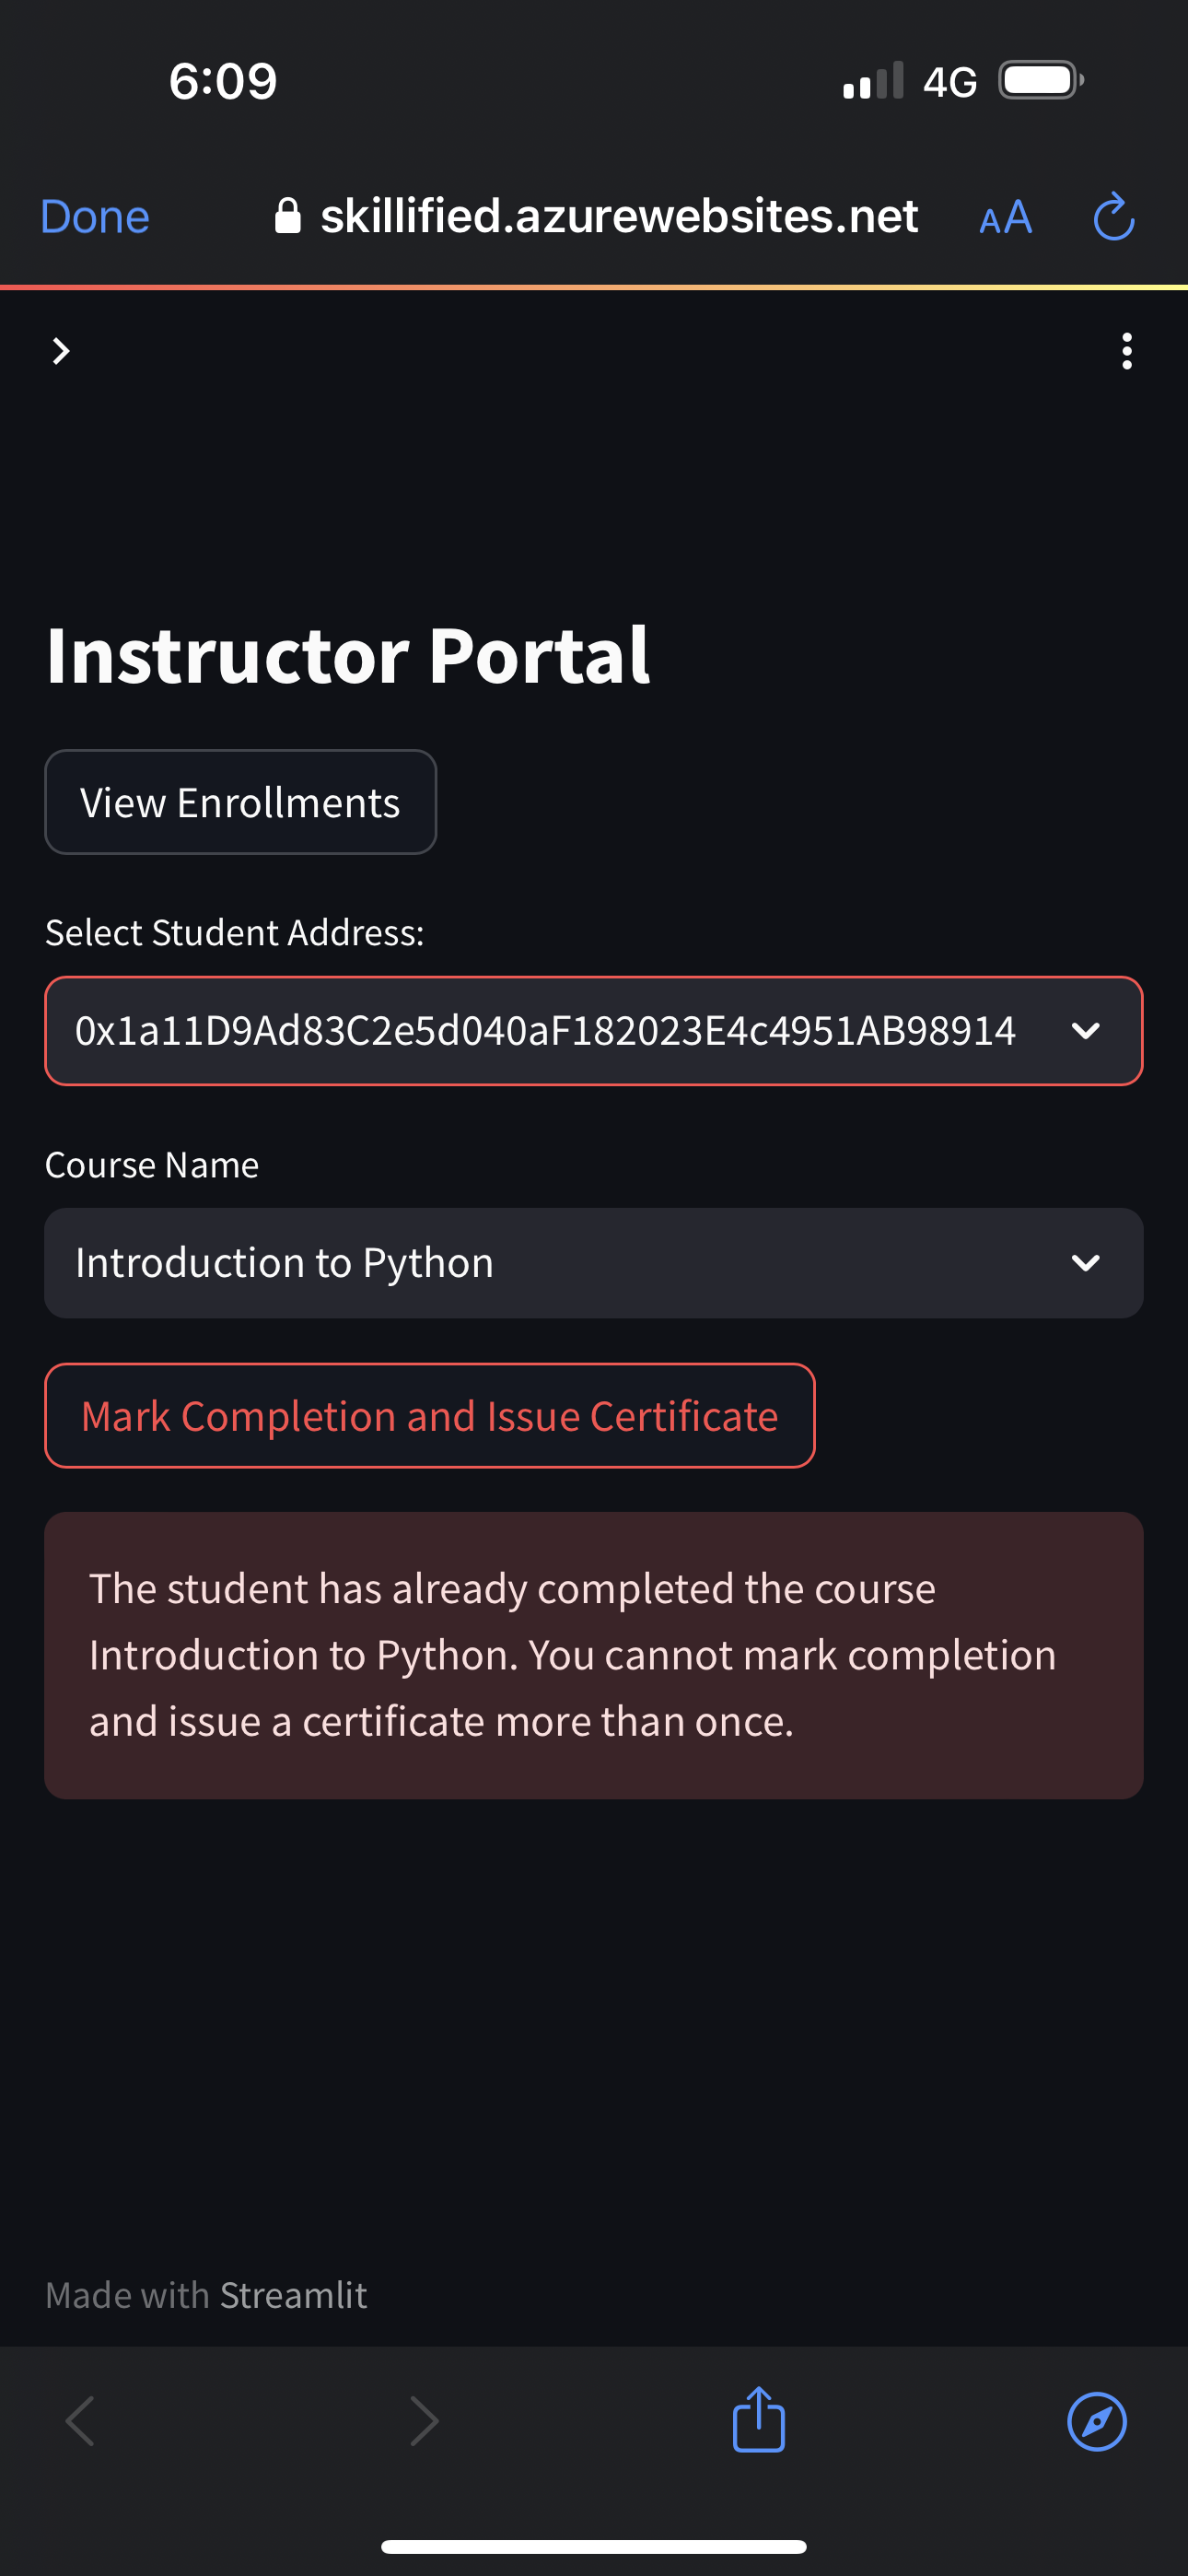 6:09
4G
Done
skillified.azurewebsites.net
AA
Instructor Portal
View Enrollments
Select Student Address:
0x1a11D9Ad83C2e5d040aF182023E4c4951AB98914
Course Name
Introduction to Python
Mark Completion and Issue Certificate
The student has already completed the course
Introduction to Python. You cannot mark completion
and issue a certificate more than once.
Made with Streamlit